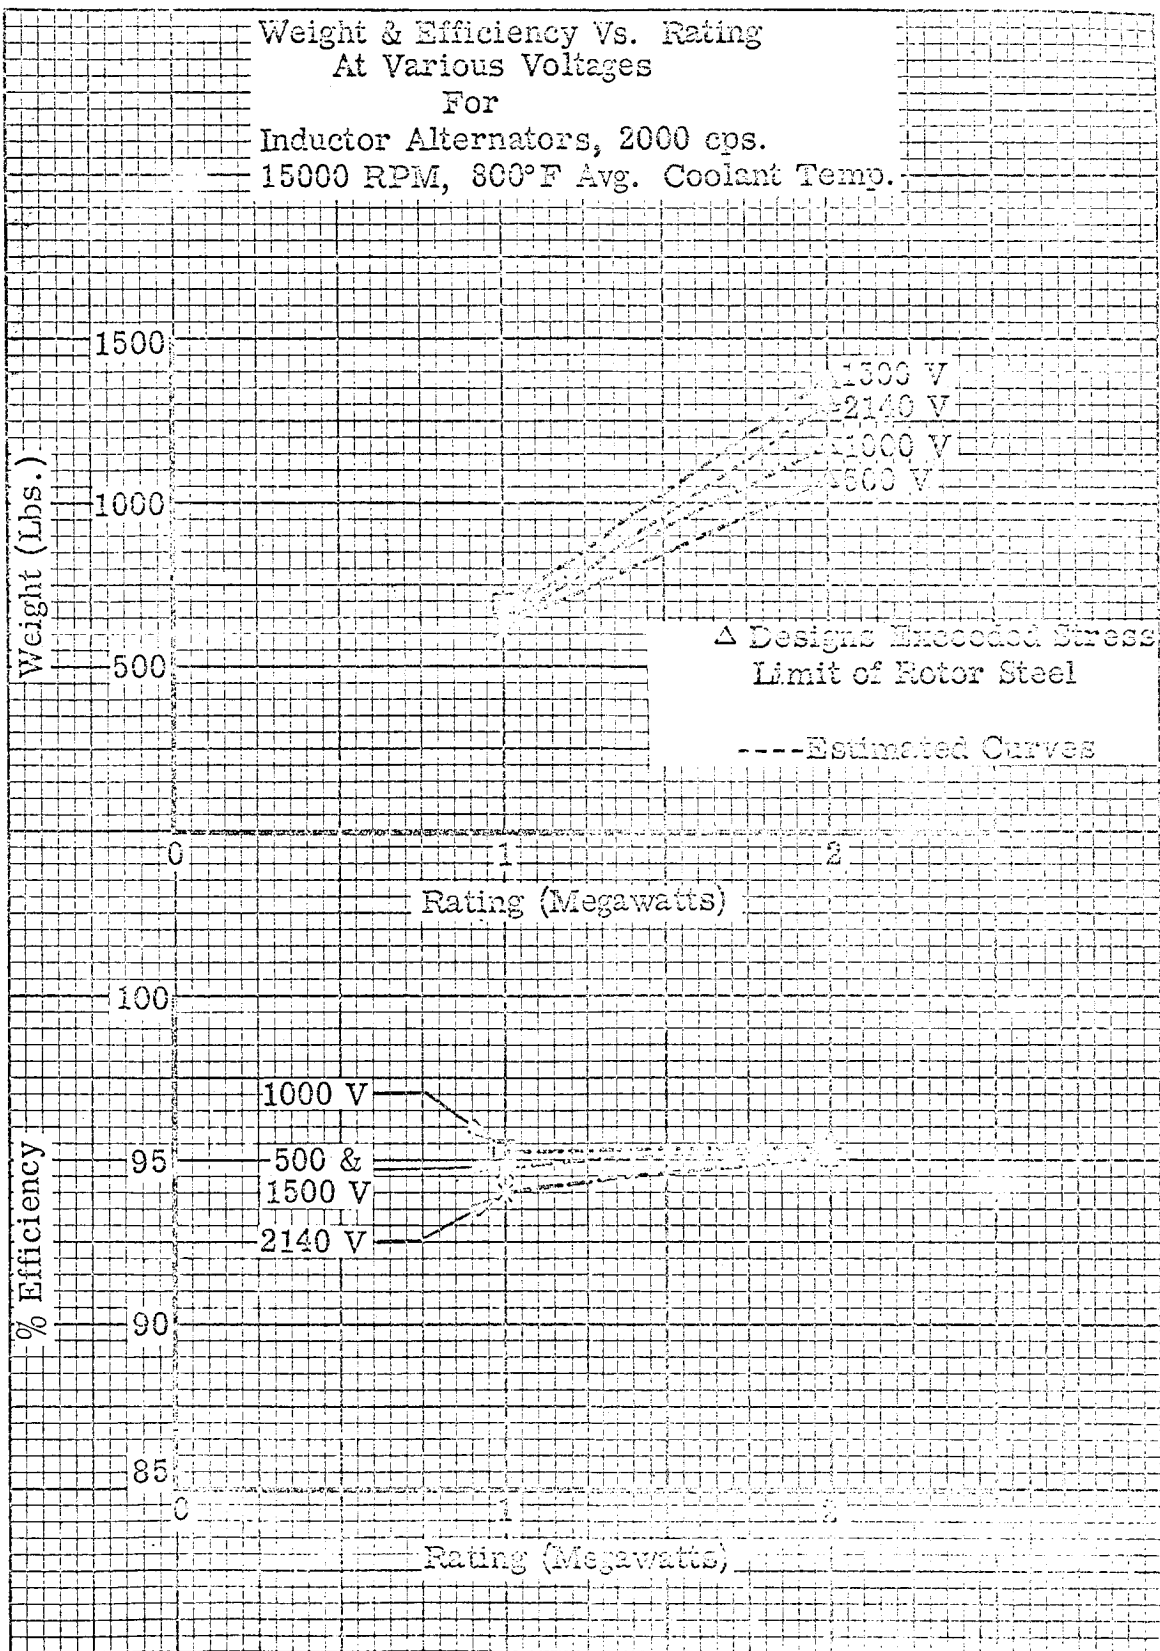 Weight & Efficiency Vs. Rating
At Various Voltages
For
Inductor Alternators, 2000 cps.
15000 RPM, 800°F Avg. Coolant Temp.
1500
1000
500
Weight (Lbs.)
V
2140 V
1000 V
V
Δ Designs Exceeded Stress
Limit of Rotor Steel
----Estimated Curves
0
1
2
Rating (Megawatts)
100
95
90
85
% Efficiency
1000 V
500 &
1500 V
2140 V
0
1
2
Rating (Megawatts)